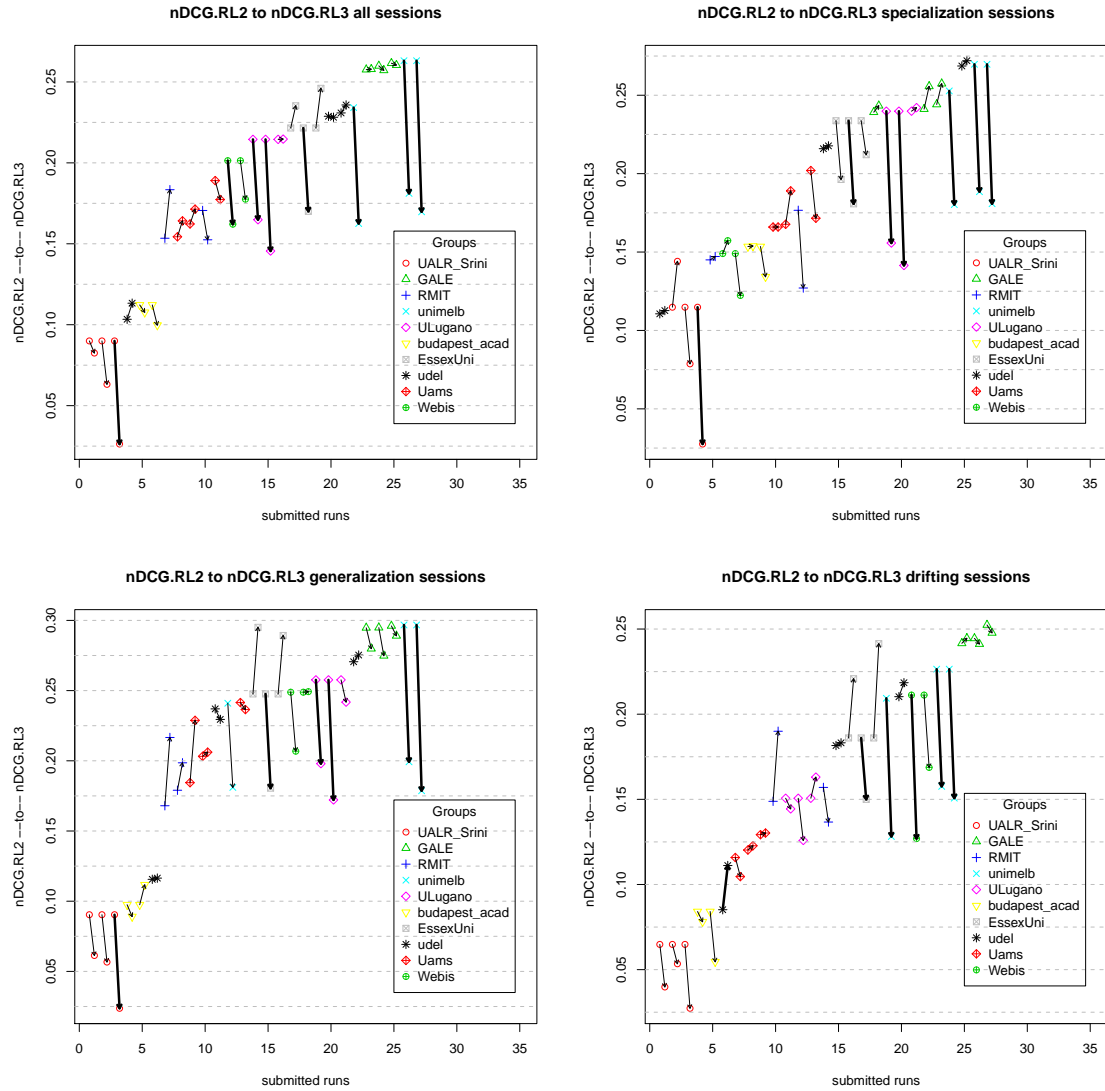 nDCG.RL2 to nDCG.RL3 all sessions
nDCG.RL2 ---to--- nDCG.RL3
0.05 0.10 0.15 0.20 0.25
0 5 10 15 20 25 30 35
submitted runs
Groups
UALR_Srini
GALE
RMIT
unimelb
ULugano
budapest_acad
EssexUni
udel
Uams
Webis
nDCG.RL2 to nDCG.RL3 specialization sessions
nDCG.RL2 ---to--- nDCG.RL3
0.05 0.10 0.15 0.20 0.25
0 5 10 15 20 25 30 35
submitted runs
Groups
UALR_Srini
GALE
RMIT
unimelb
ULugano
budapest_acad
EssexUni
udel
Uams
Webis
nDCG.RL2 to nDCG.RL3 generalization sessions
nDCG.RL2 ---to--- nDCG.RL3
0.05 0.10 0.15 0.20 0.25 0.30
0 5 10 15 20 25 30 35
submitted runs
Groups
UALR_Srini
GALE
RMIT
unimelb
ULugano
budapest_acad
EssexUni
udel
Uams
Webis
nDCG.RL2 to nDCG.RL3 drifting sessions
nDCG.RL2 ---to--- nDCG.RL3
0.05 0.10 0.15 0.20 0.25
0 5 10 15 20 25 30 35
submitted runs
Groups
UALR_Srini
GALE
RMIT
unimelb
ULugano
budapest_acad
EssexUni
udel
Uams
Webis